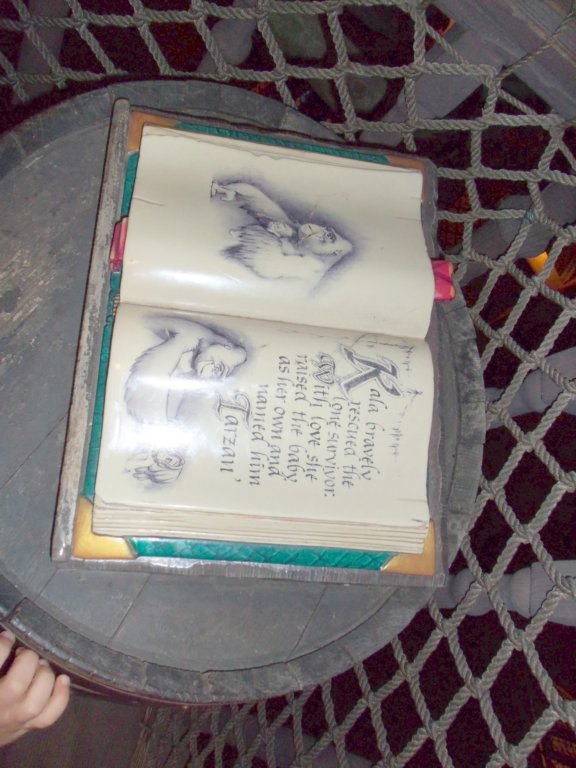 Kala bravely
rescued the
lone survivor.
With love she
raised the baby
as her own and
named him
Tarzan